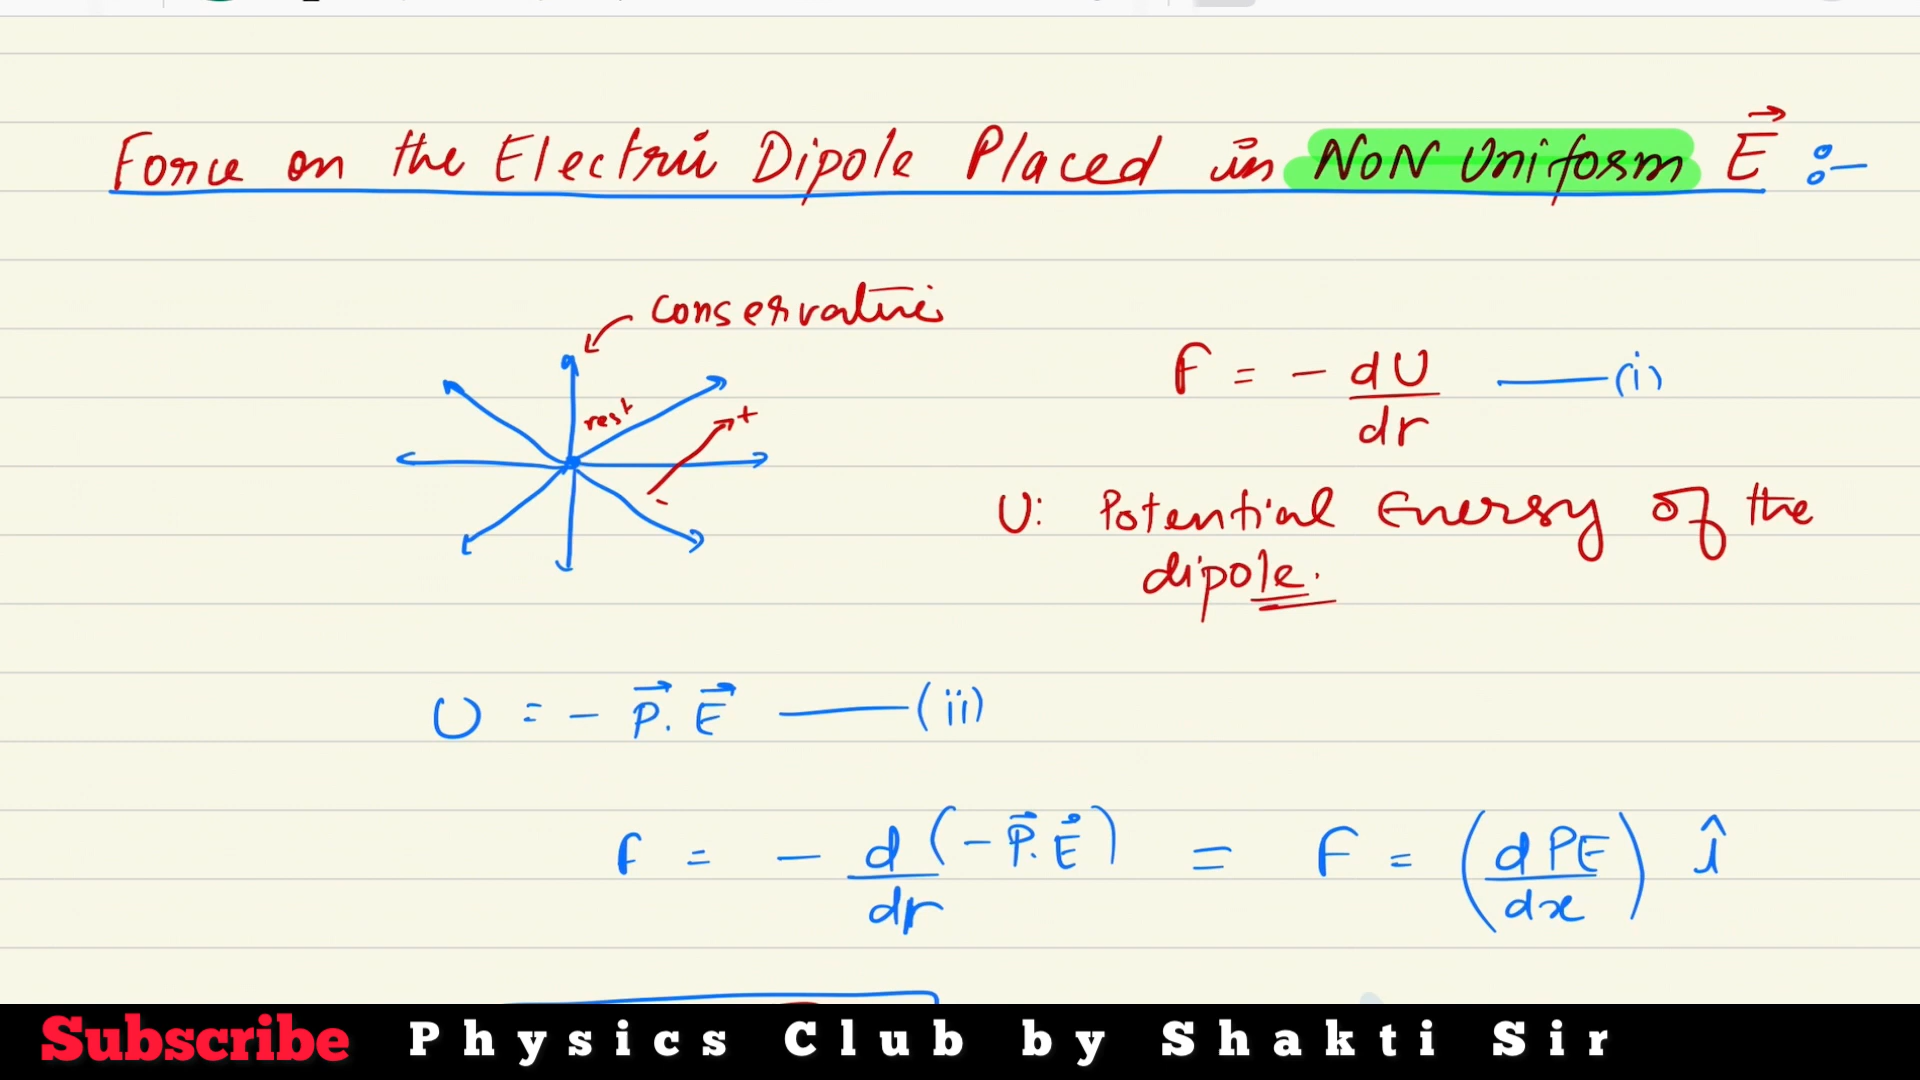 Force on the Electric Dipole Placed in NON Uniform E⃗ :-
conservative
F = - dU/dr —— (i)
rest
+
-
U: Potential Energy of the
dipole.
U = - P⃗. E⃗ —— (ii)
F = - d/dr (- P⃗. E⃗) = F = (dPE/dx) î
Subscribe Physics Club by Shakti Sir